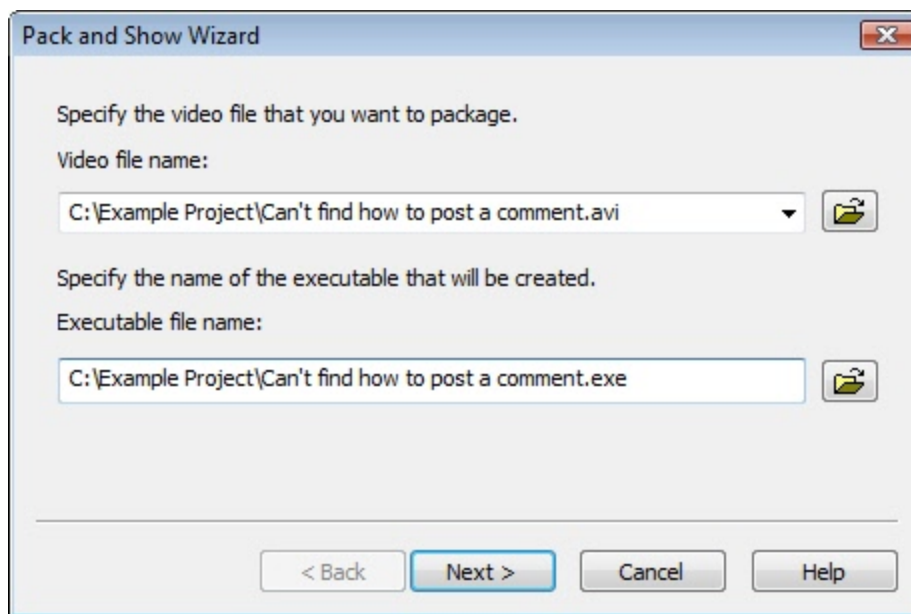 Pack and Show Wizard
Specify the video file that you want to package.
Video file name:
C:\Example Project\Can't find how to post a comment.avi
Specify the name of the executable that will be created.
Executable file name:
C:\Example Project\Can't find how to post a comment.exe
< Back Next > Cancel Help